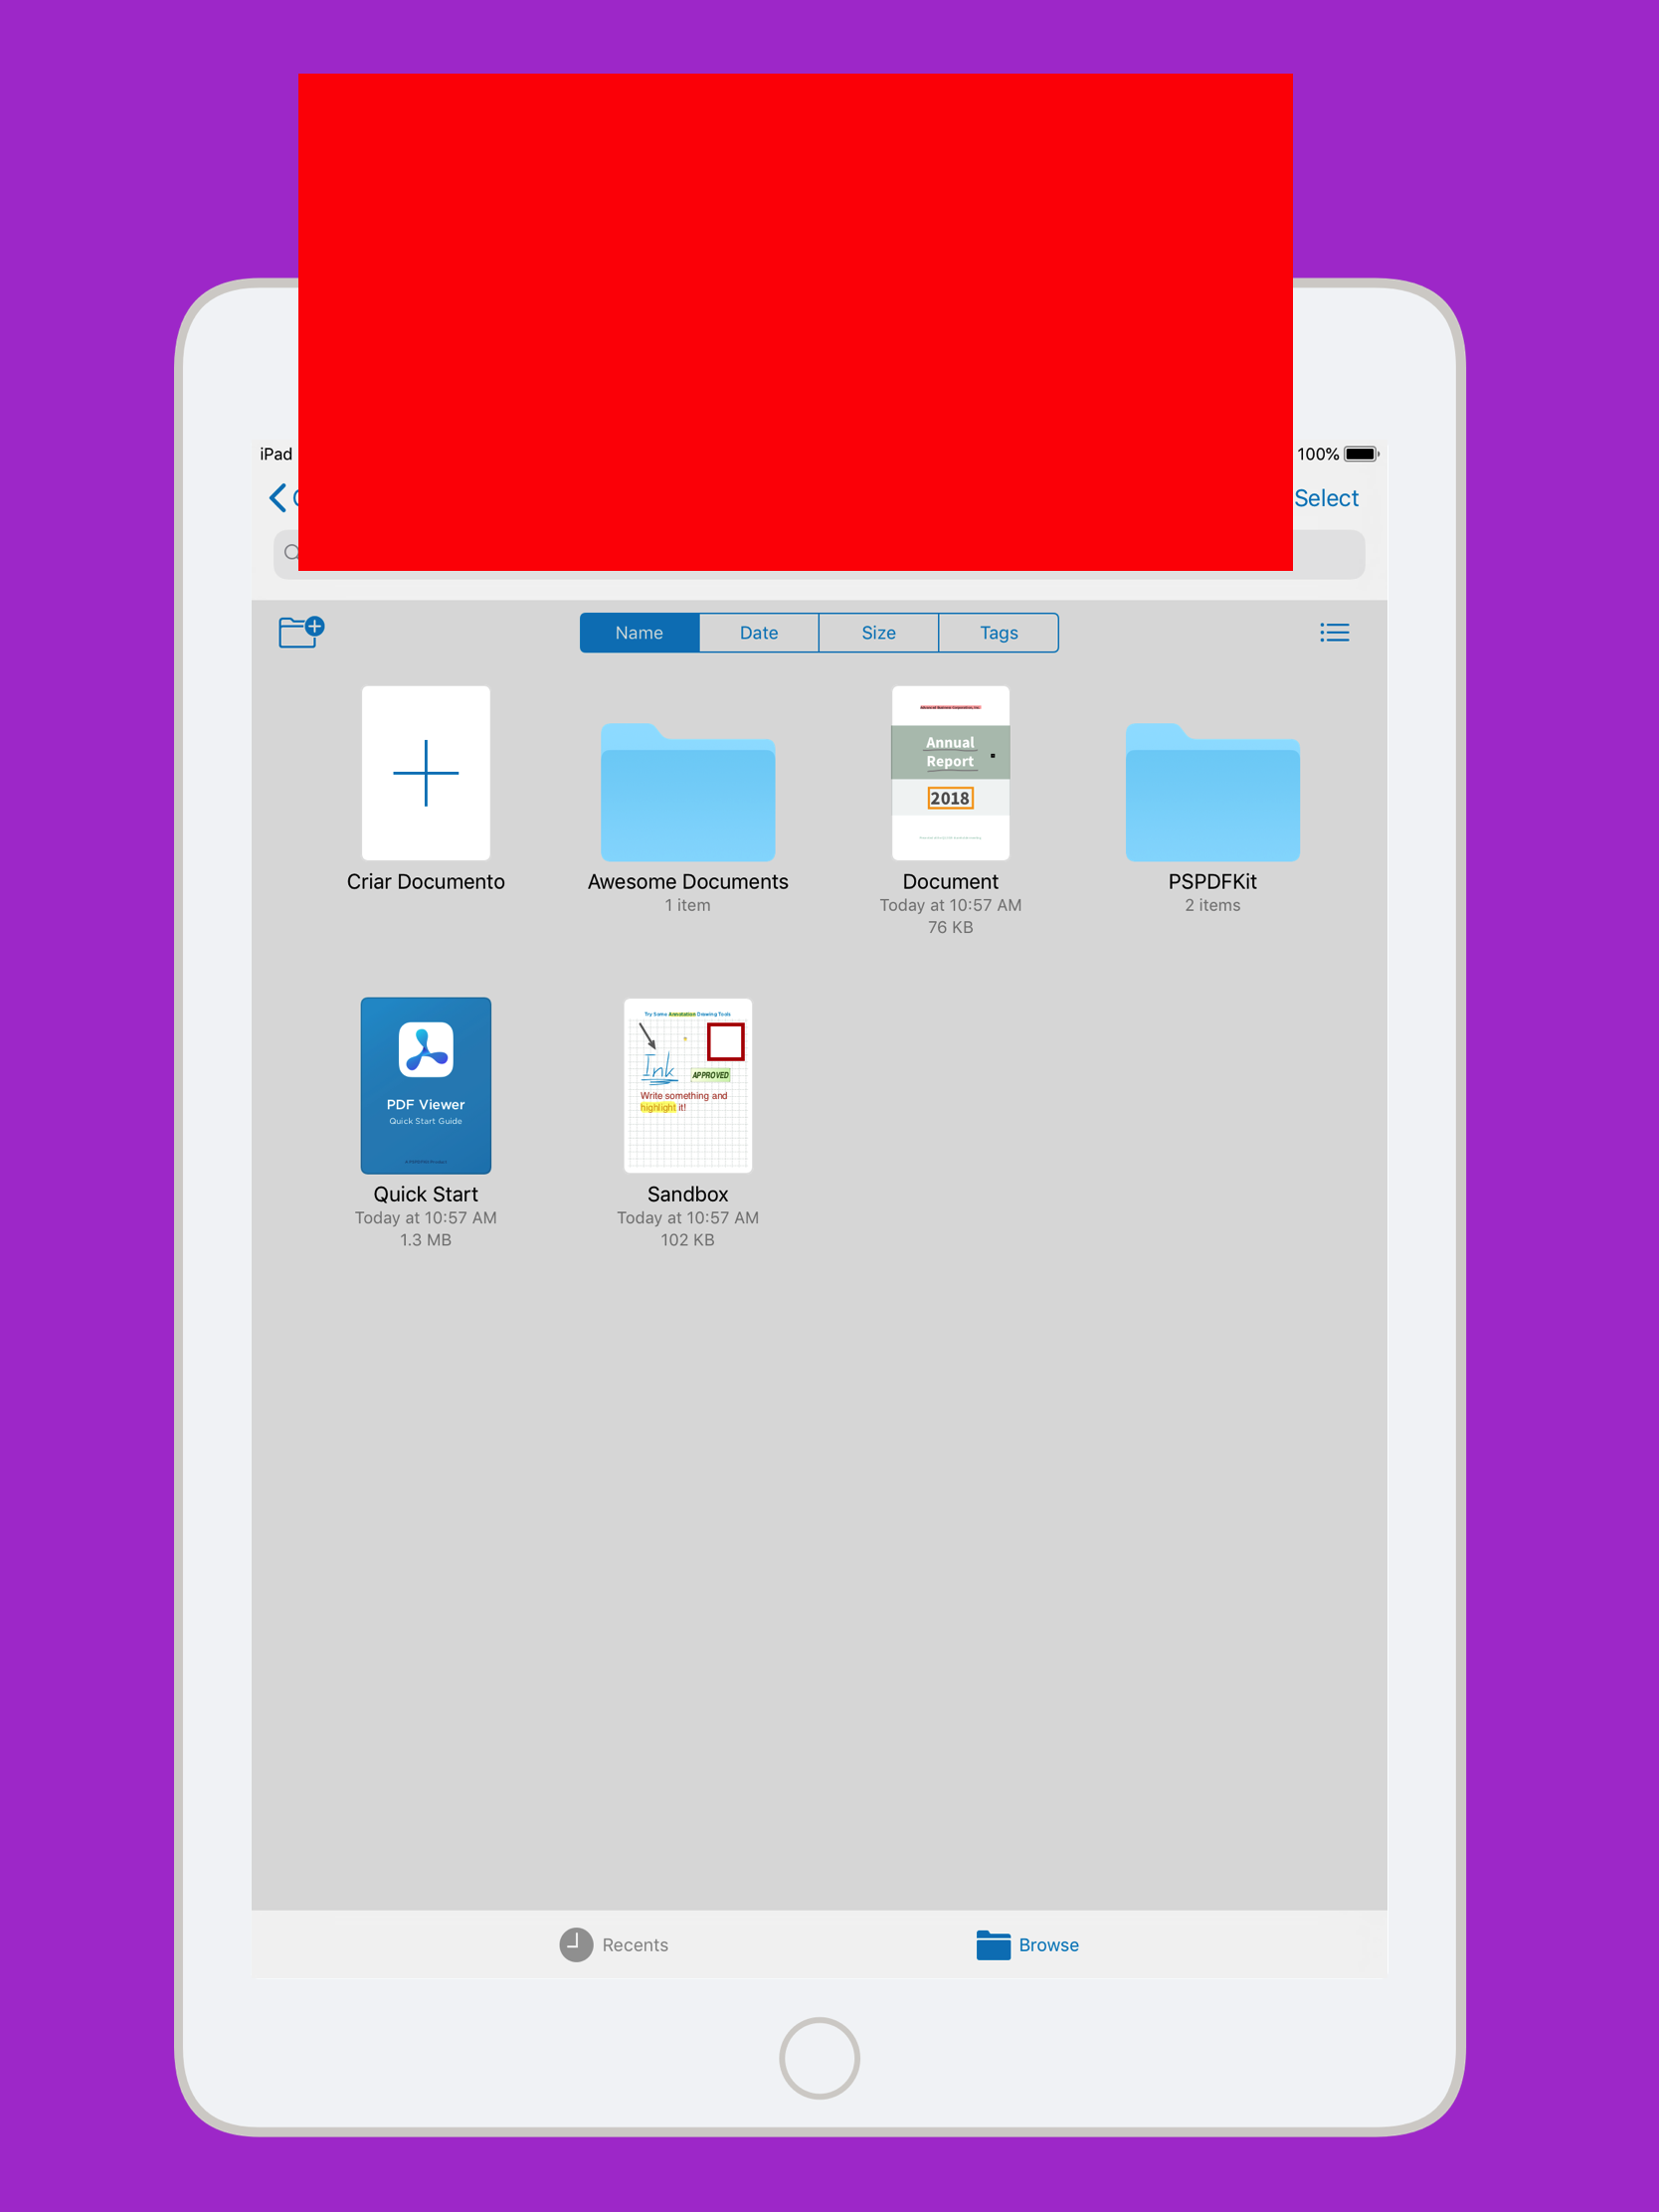 iPad
100%
Select
Name
Date
Size
Tags
Annual
Report
2018
Criar Documento
Awesome Documents
1 item
Document
Today at 10:57 AM
76 KB
PSPDFKit
2 items
PDF Viewer
Quick Start Guide
Try Some Annotation Drawing Tools
Ink
APPROVED
Write something and
highlight it!
Quick Start
Today at 10:57 AM
1.3 MB
Sandbox
Today at 10:57 AM
102 KB
Recents
Browse